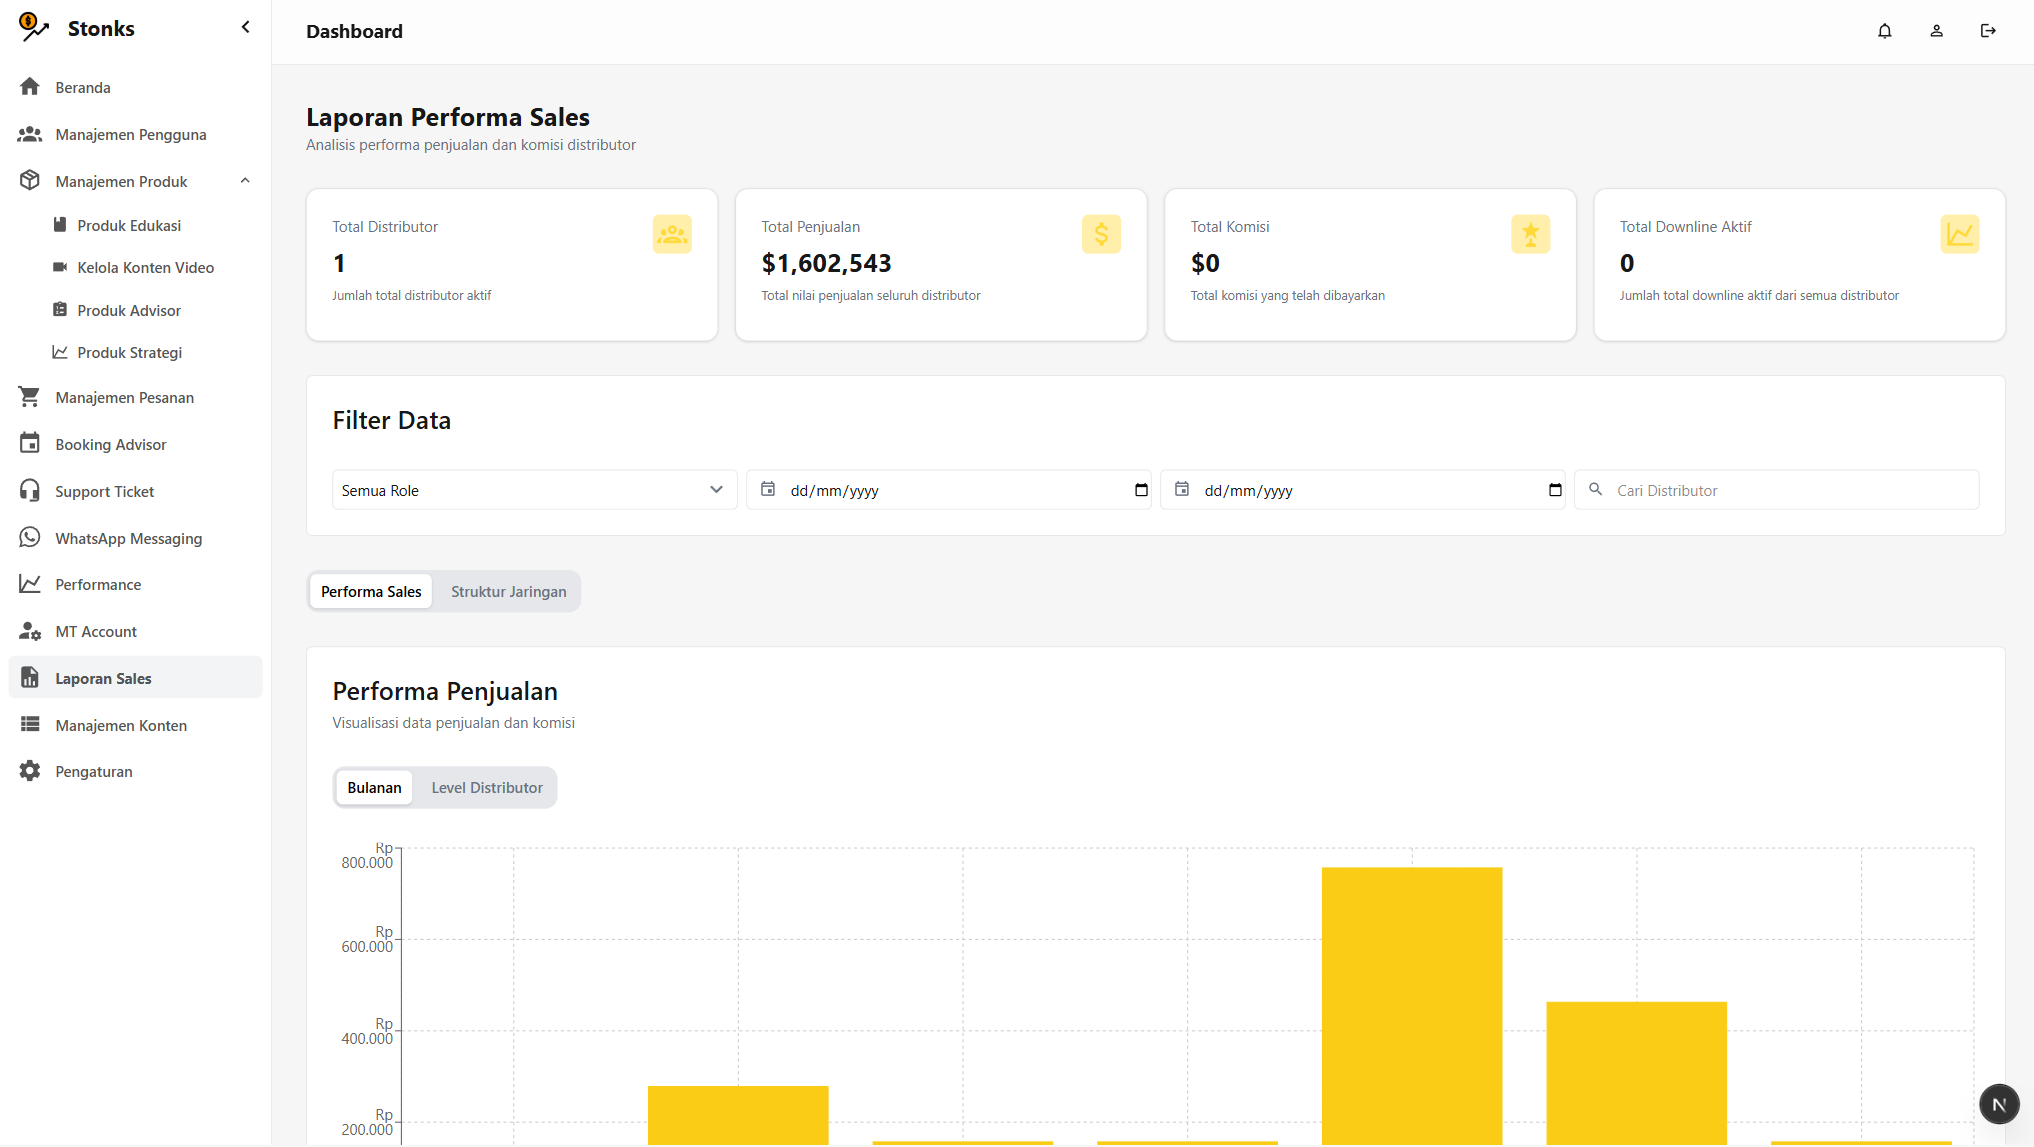 Stonks
Beranda
Manajemen Pengguna
Manajemen Produk
Produk Edukasi
Kelola Konten Video
Produk Advisor
Produk Strategi
Manajemen Pesanan
Booking Advisor
Support Ticket
WhatsApp Messaging
Performance
MT Account
Laporan Sales
Manajemen Konten
Pengaturan
Dashboard
Laporan Performa Sales
Analisis performa penjualan dan komisi distributor
Total Distributor
1
Jumlah total distributor aktif
Total Penjualan
$1,602,543
Total nilai penjualan seluruh distributor
Total Komisi
$0
Total komisi yang telah dibayarkan
Total Downline Aktif
0
Jumlah total downline aktif dari semua distributor
Filter Data
Semua Role
dd/mm/yyyy
dd/mm/yyyy
Cari Distributor
Performa Sales
Struktur Jaringan
Performa Penjualan
Visualisasi data penjualan dan komisi
Bulanan
Level Distributor
Rp
800.000
Rp
600.000
Rp
400.000
Rp
200.000
N